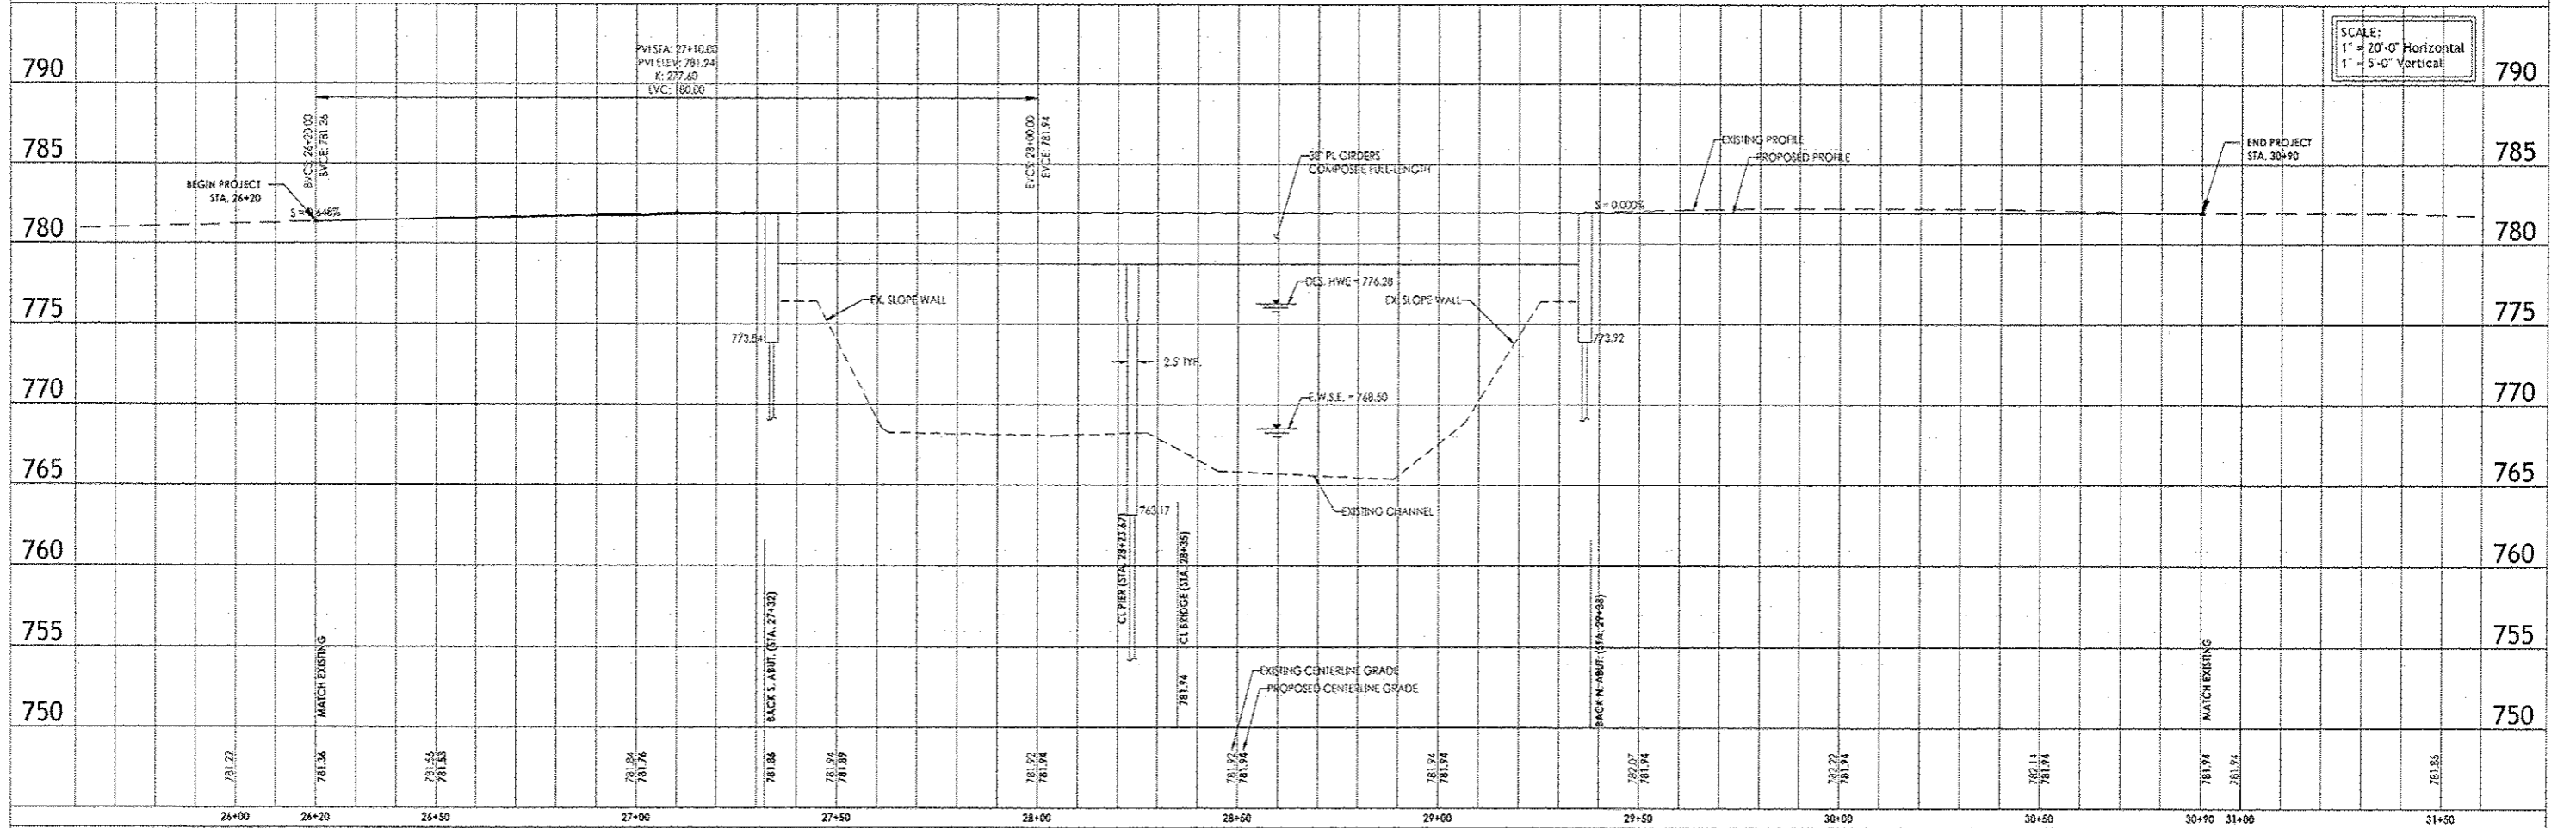 SCALE:
1" = 20'-0" Horizontal
1" = 5'-0" Vertical
PVI STA: 27+10.00
PVI ELEV: 781.94
K: 277.60
LVC: 180.00
790
790
BVCS: 26+20.00
BVCE: 781.36
EVCS: 28+00.00
EVCE: 781.94
785
785
BEGIN PROJECT
STA. 26+20
PL GIRDERS
COMPOSITE FULL-LENGTH
EXISTING PROFILE
PROPOSED PROFILE
END PROJECT
STA. 30+90
S = 0.648%
S = 0.000%
780
780
EX. SLOPE WALL
DES. HWE = 776.28
EX. SLOPE WALL
775
775
773.84
773.92
2.5' TYP.
770
770
E.W.S.E. = 768.50
765
765
763.17
EXISTING CHANNEL
760
760
CL PIER (STA. 28+23.67)
CL BRIDGE (STA. 28+35)
781.94
BACK S. ABUT. (STA. 27+32)
BACK N. ABUT. (STA. 29+38)
755
755
MATCH EXISTING
MATCH EXISTING
EXISTING CENTERLINE GRADE
PROPOSED CENTERLINE GRADE
750
750
781.22
781.36
781.53
781.84
781.76
781.86
781.94
781.89
781.92
781.94
781.92
781.94
781.94
781.94
782.07
781.94
782.22
781.94
782.14
781.94
781.94
781.94
781.86
26+00
26+20
26+50
27+00
27+50
28+00
28+50
29+00
29+50
30+00
30+50
30+90
31+00
31+50